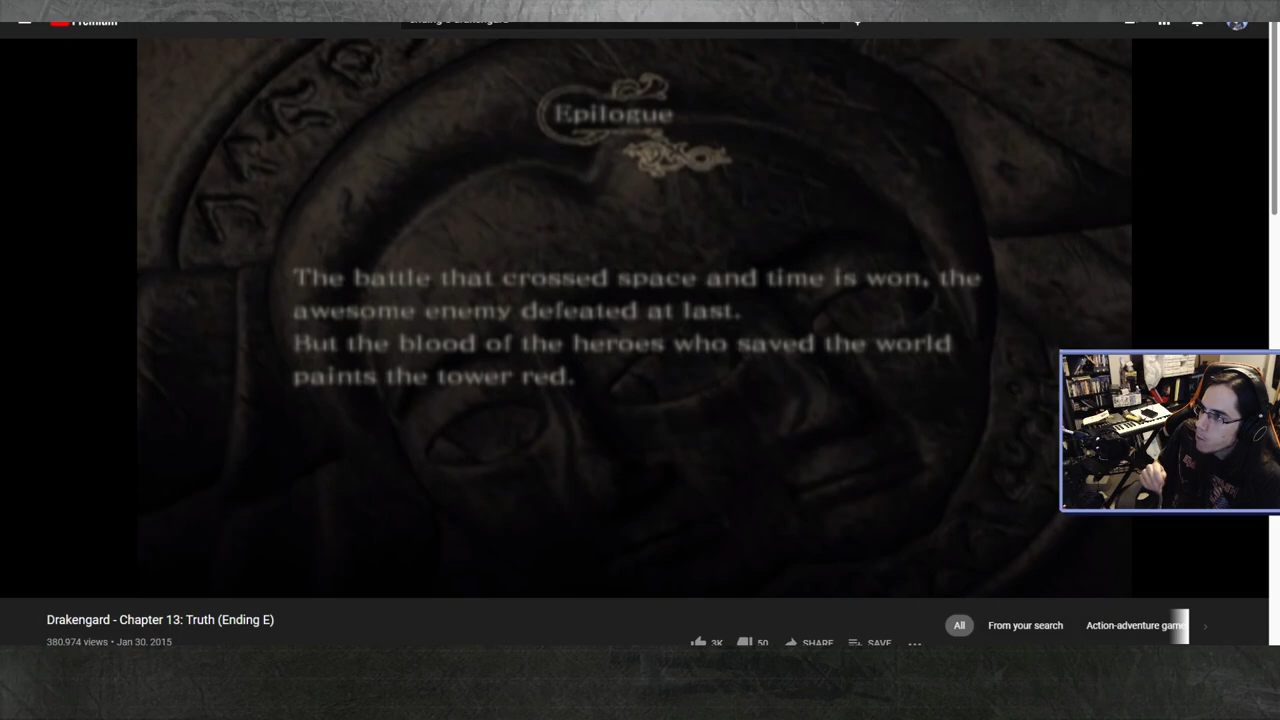 Premium
Epilogue
The battle that crossed space and time is won, the
awesome enemy defeated at last.
But the blood of the heroes who saved the world
paints the tower red.
Drakengard - Chapter 13: Truth (Ending E)
380,974 views • Jan 30, 2015
3K
50
SHARE
SAVE
All
From your search
Action-adventure game